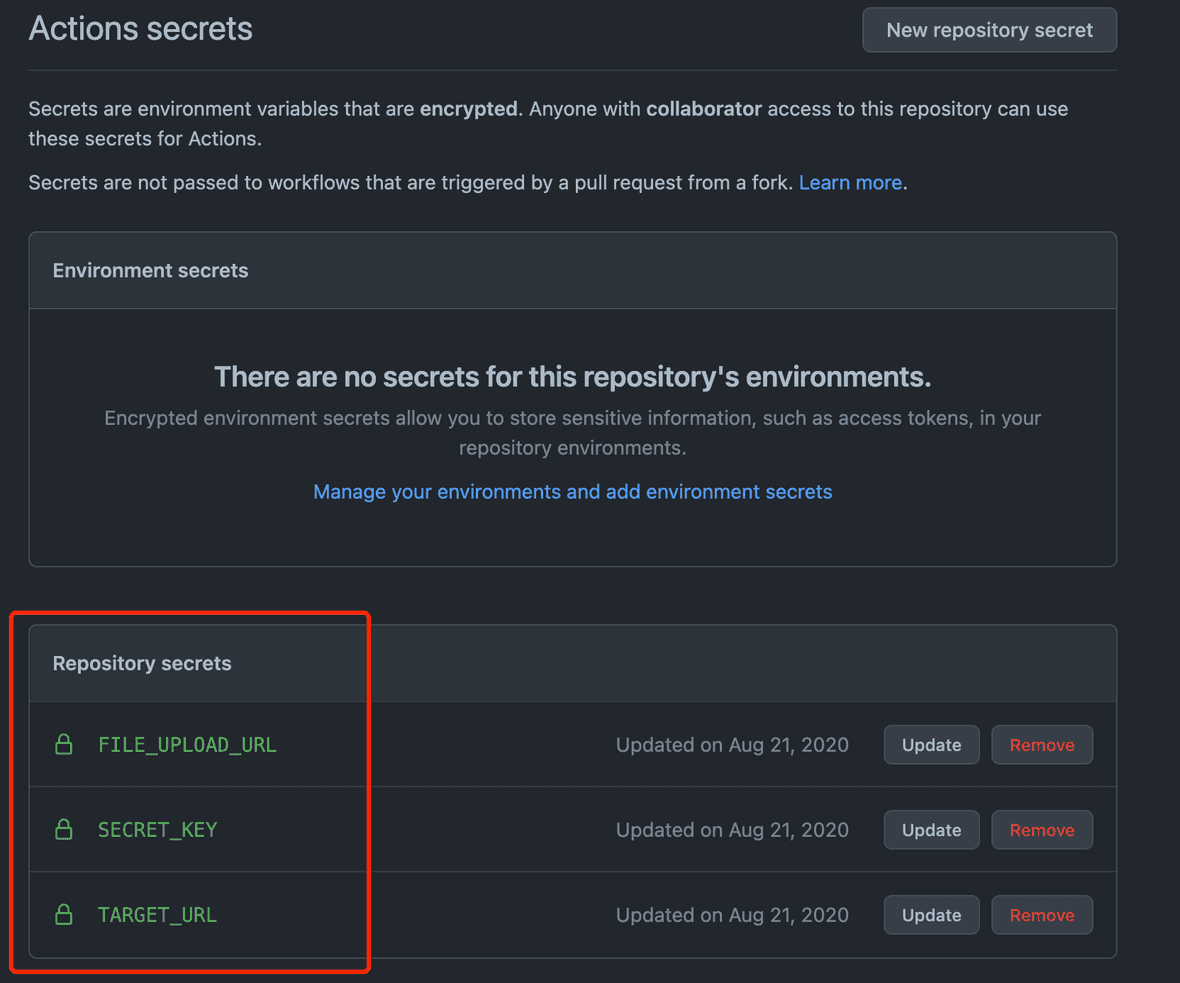 Actions secrets
New repository secret
Secrets are environment variables that are encrypted. Anyone with collaborator access to this repository can use
these secrets for Actions.
Secrets are not passed to workflows that are triggered by a pull request from a fork. Learn more.
Environment secrets
There are no secrets for this repository's environments.
Encrypted environment secrets allow you to store sensitive information, such as access tokens, in your
repository environments.
Manage your environments and add environment secrets
Repository secrets
FILE_UPLOAD_URL Updated on Aug 21, 2020 Update Remove
SECRET_KEY Updated on Aug 21, 2020 Update Remove
TARGET_URL Updated on Aug 21, 2020 Update Remove